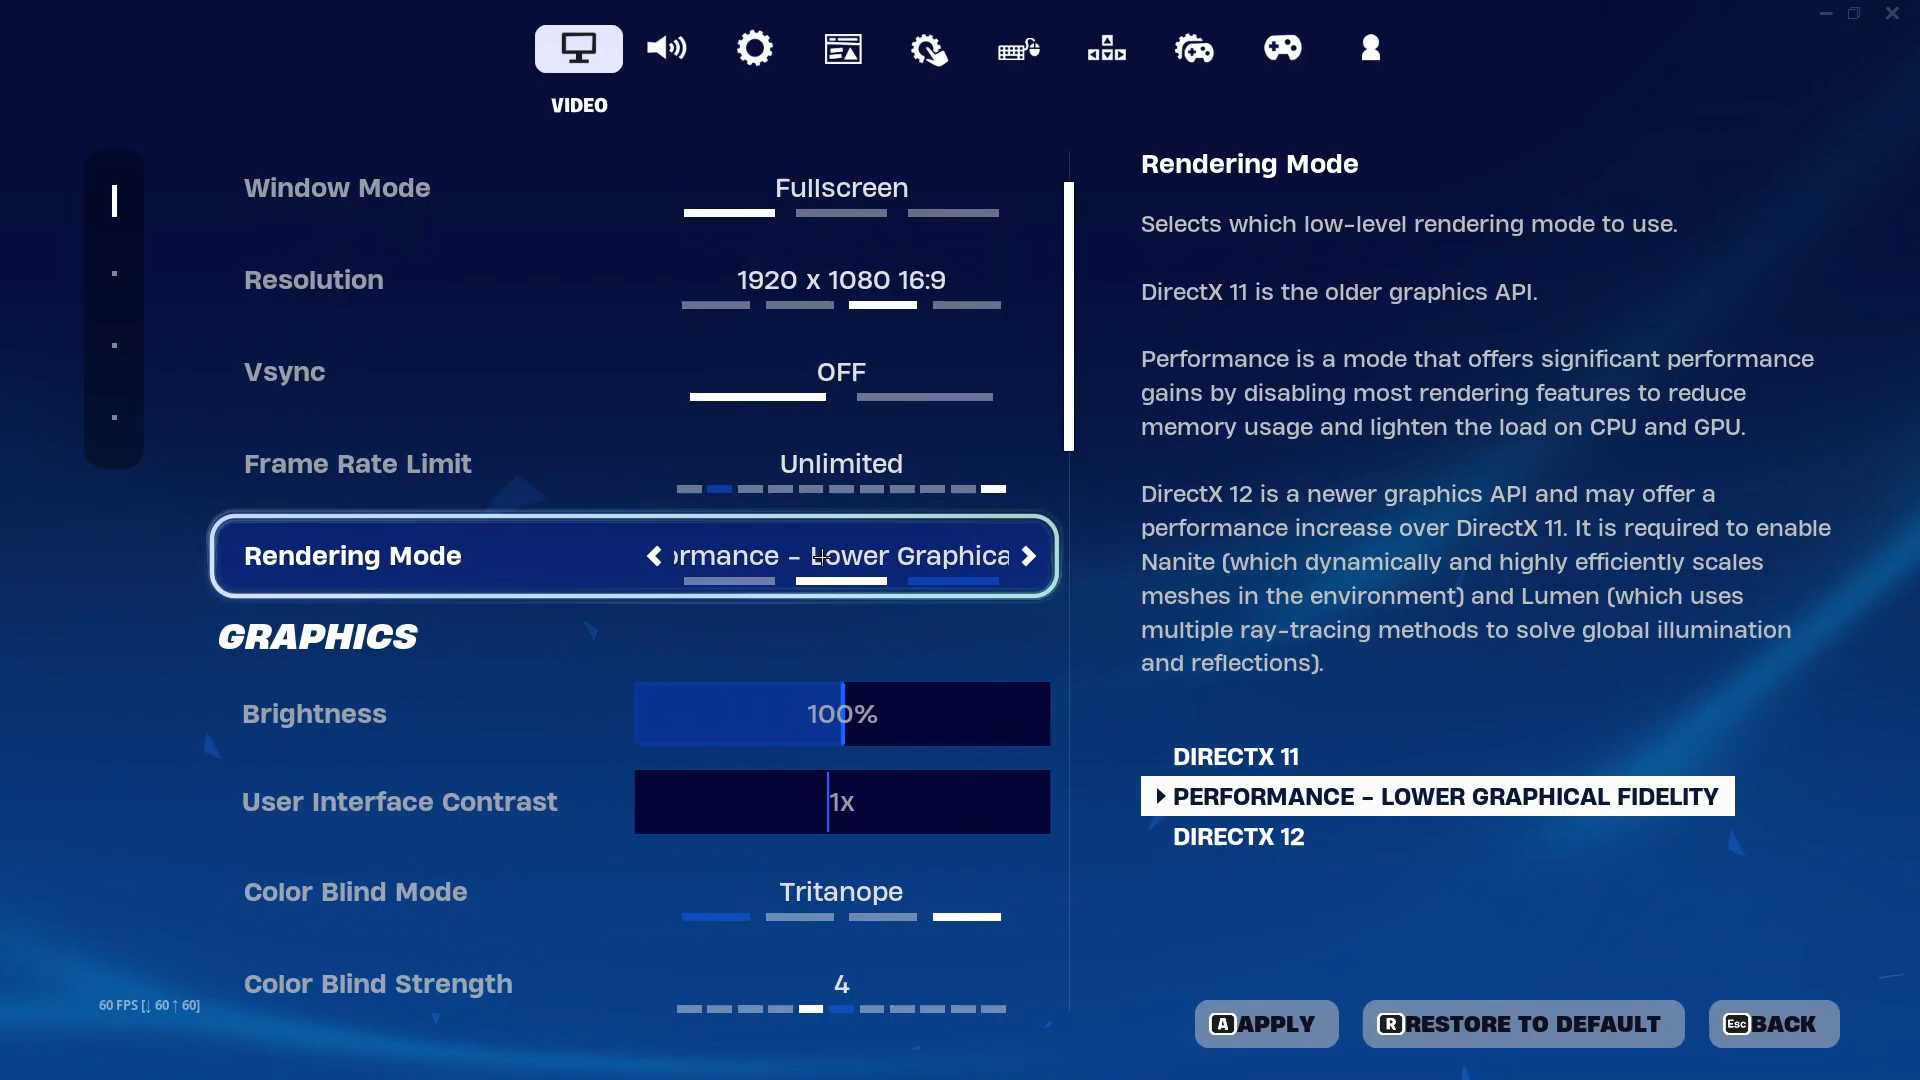 VIDEO
Window Mode
Fullscreen
Resolution
1920 x 1080 16:9
Vsync
OFF
Frame Rate Limit
Unlimited
Rendering Mode
ormance - Lower Graphica
GRAPHICS
Brightness
100%
User Interface Contrast
1x
Color Blind Mode
Tritanope
Color Blind Strength
4
60 FPS [↓ 60 ↑ 60]
Rendering Mode
Selects which low-level rendering mode to use.
DirectX 11 is the older graphics API.
Performance is a mode that offers significant performance
gains by disabling most rendering features to reduce
memory usage and lighten the load on CPU and GPU.
DirectX 12 is a newer graphics API and may offer a
performance increase over DirectX 11. It is required to enable
Nanite (which dynamically and highly efficiently scales
meshes in the environment) and Lumen (which uses
multiple ray-tracing methods to solve global illumination
and reflections).
DIRECTX 11
PERFORMANCE - LOWER GRAPHICAL FIDELITY
DIRECTX 12
A APPLY
R RESTORE TO DEFAULT
Esc BACK